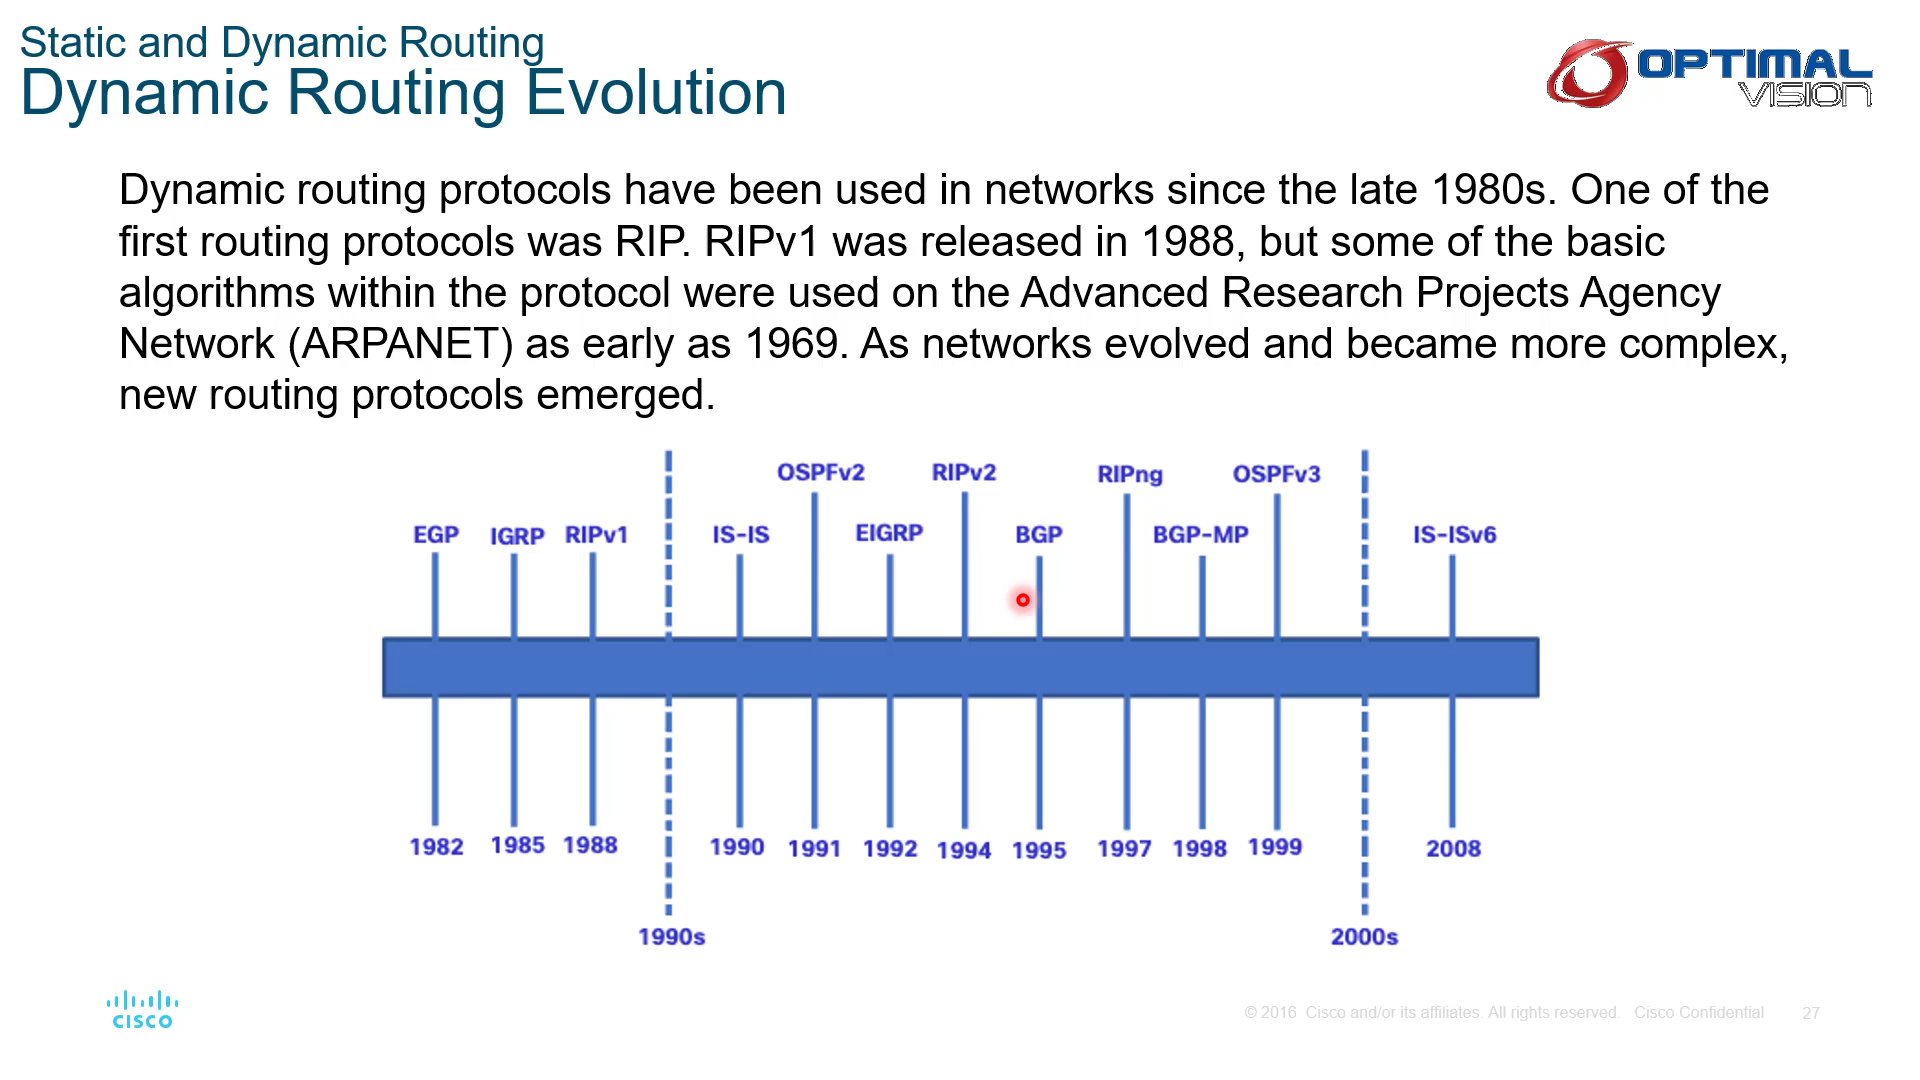 Static and Dynamic Routing
Dynamic Routing Evolution
OPTIMAL
VISION
Dynamic routing protocols have been used in networks since the late 1980s. One of the
first routing protocols was RIP. RIPv1 was released in 1988, but some of the basic
algorithms within the protocol were used on the Advanced Research Projects Agency
Network (ARPANET) as early as 1969. As networks evolved and became more complex,
new routing protocols emerged.
OSPFv2 RIPv2 RIPng OSPFv3
EGP IGRP RIPv1 IS-IS EIGRP BGP BGP-MP IS-ISv6
1982 1985 1988 1990 1991 1992 1994 1995 1997 1998 1999 2008
1990s 2000s
CISCO
© 2016 Cisco and/or its affiliates. All rights reserved. Cisco Confidential 27